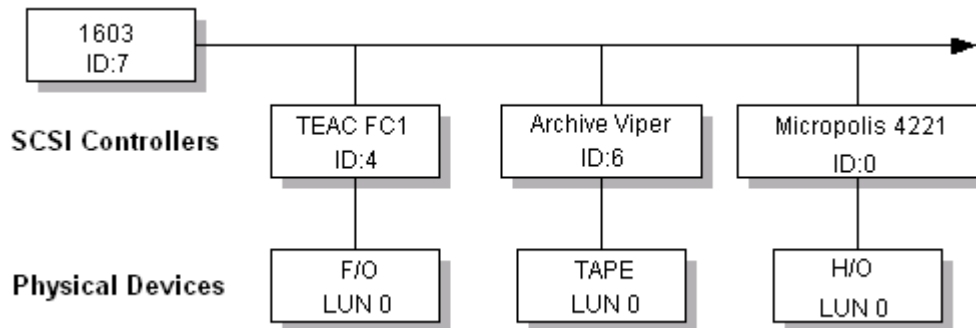 1603
ID:7
SCSI Controllers
TEAC FC1
ID:4
Archive Viper
ID:6
Micropolis 4221
ID:0
Physical Devices
F/O
LUN 0
TAPE
LUN 0
H/O
LUN 0